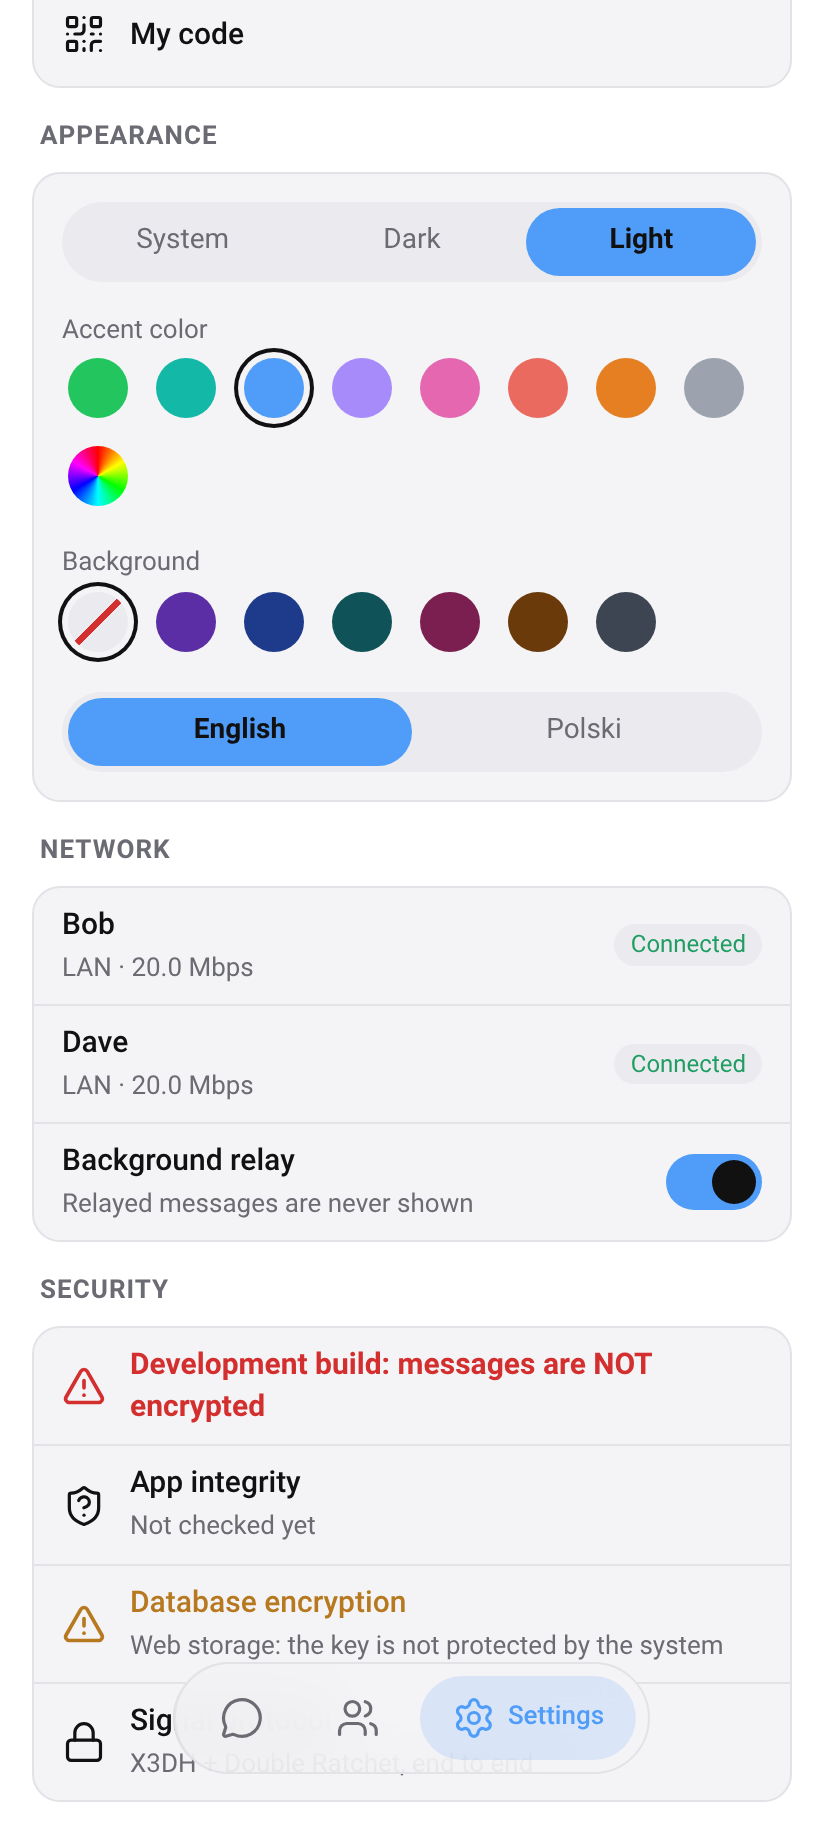 My code
APPEARANCE
System
Dark
Light
Accent color
Background
English
Polski
NETWORK
Bob
LAN · 20.0 Mbps
Connected
Dave
LAN · 20.0 Mbps
Connected
Background relay
Relayed messages are never shown
SECURITY
Development build: messages are NOT
encrypted
App integrity
Not checked yet
Database encryption
Web storage: the key is not protected by the system
X3DH + Double Ratchet, end to end
Settings